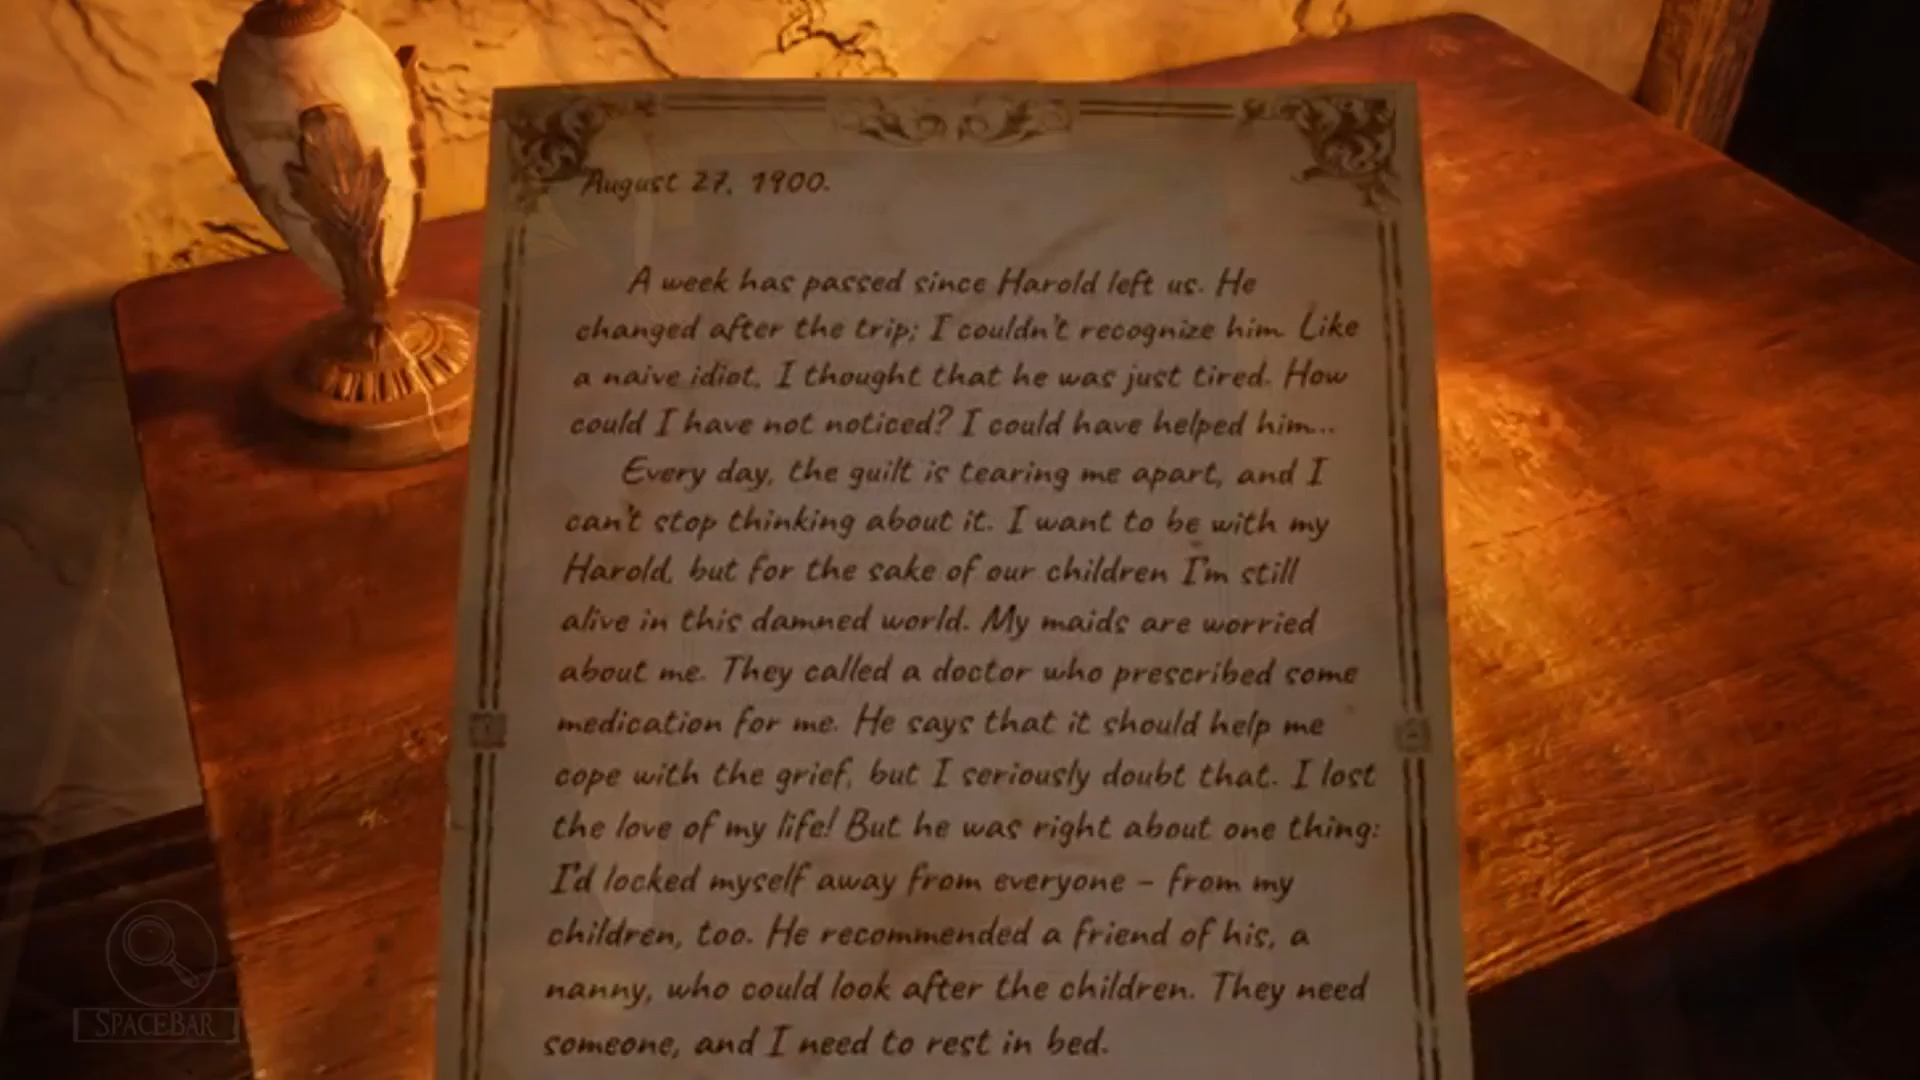 August 27, 1900.
A week has passed since Harold left us. He
changed after the trip; I couldn't recognize him. Like
a naive idiot, I thought that he was just tired. How
could I have not noticed? I could have helped him...
Every day, the guilt is tearing me apart, and I
can't stop thinking about it. I want to be with my
Harold, but for the sake of our children I'm still
alive in this damned world. My maids are worried
about me. They called a doctor who prescribed some
medication for me. He says that it should help me
cope with the grief, but I seriously doubt that. I lost
the love of my life! But he was right about one thing:
I'd locked myself away from everyone – from my
children, too. He recommended a friend of his, a
nanny, who could look after the children. They need
someone, and I need to rest in bed.
SPACEBAR